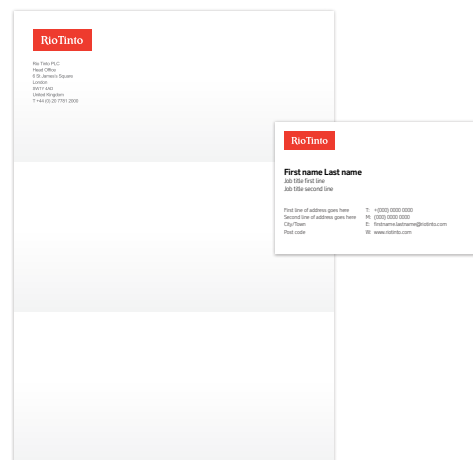 RioTinto
Rio Tinto PLC
Head Office
6 St James's Square
London
SW1Y 4AD
United Kingdom
T +44 (0) 20 7781 2000
RioTinto
First name Last name
Job title first line
Job title second line
First line of address goes here T: +(000) 0000 0000
Second line of address goes here M: (000) 0000 0000
City/Town E: firstname.lastname@riotinto.com
Post code W: www.riotinto.com